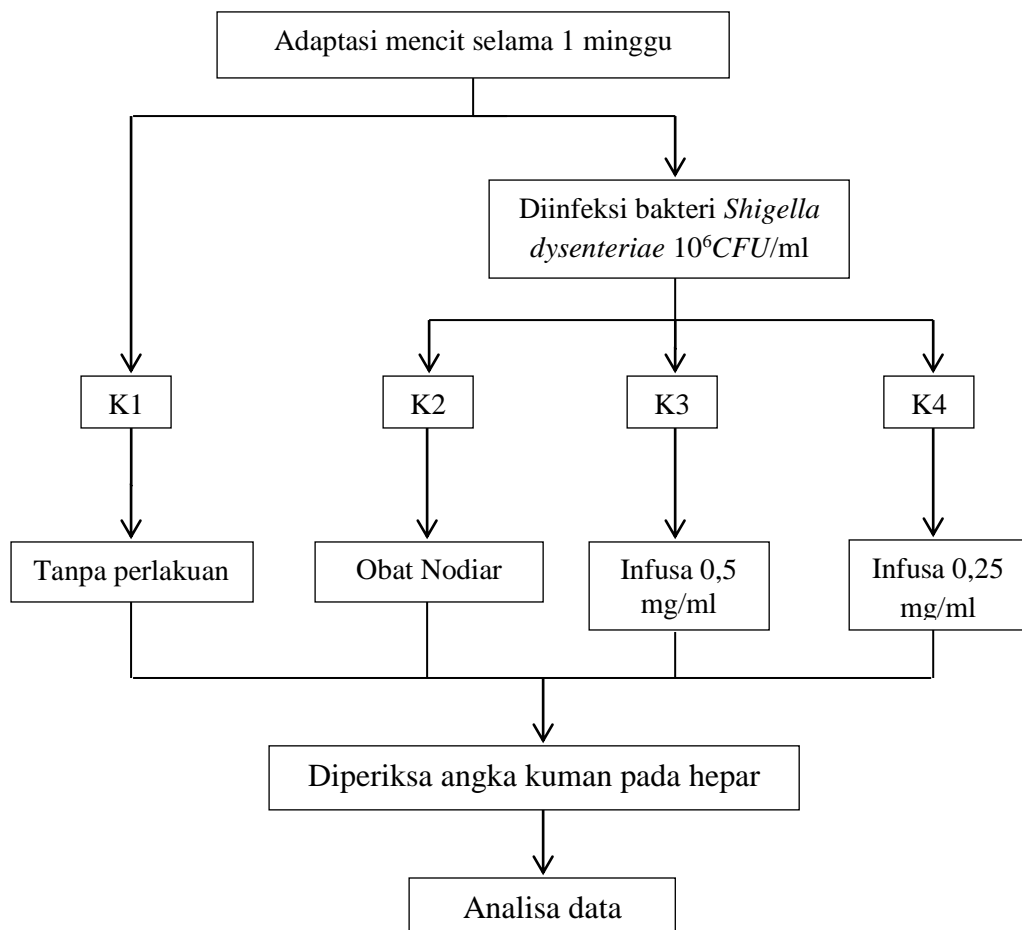 Adaptasi mencit selama 1 minggu
Diinfeksi bakteri Shigella
dysenteriae 10⁶CFU/ml
K1
K2
K3
K4
Tanpa perlakuan
Obat Nodiar
Infusa 0,5
mg/ml
Infusa 0,25
mg/ml
Diperiksa angka kuman pada hepar
Analisa data